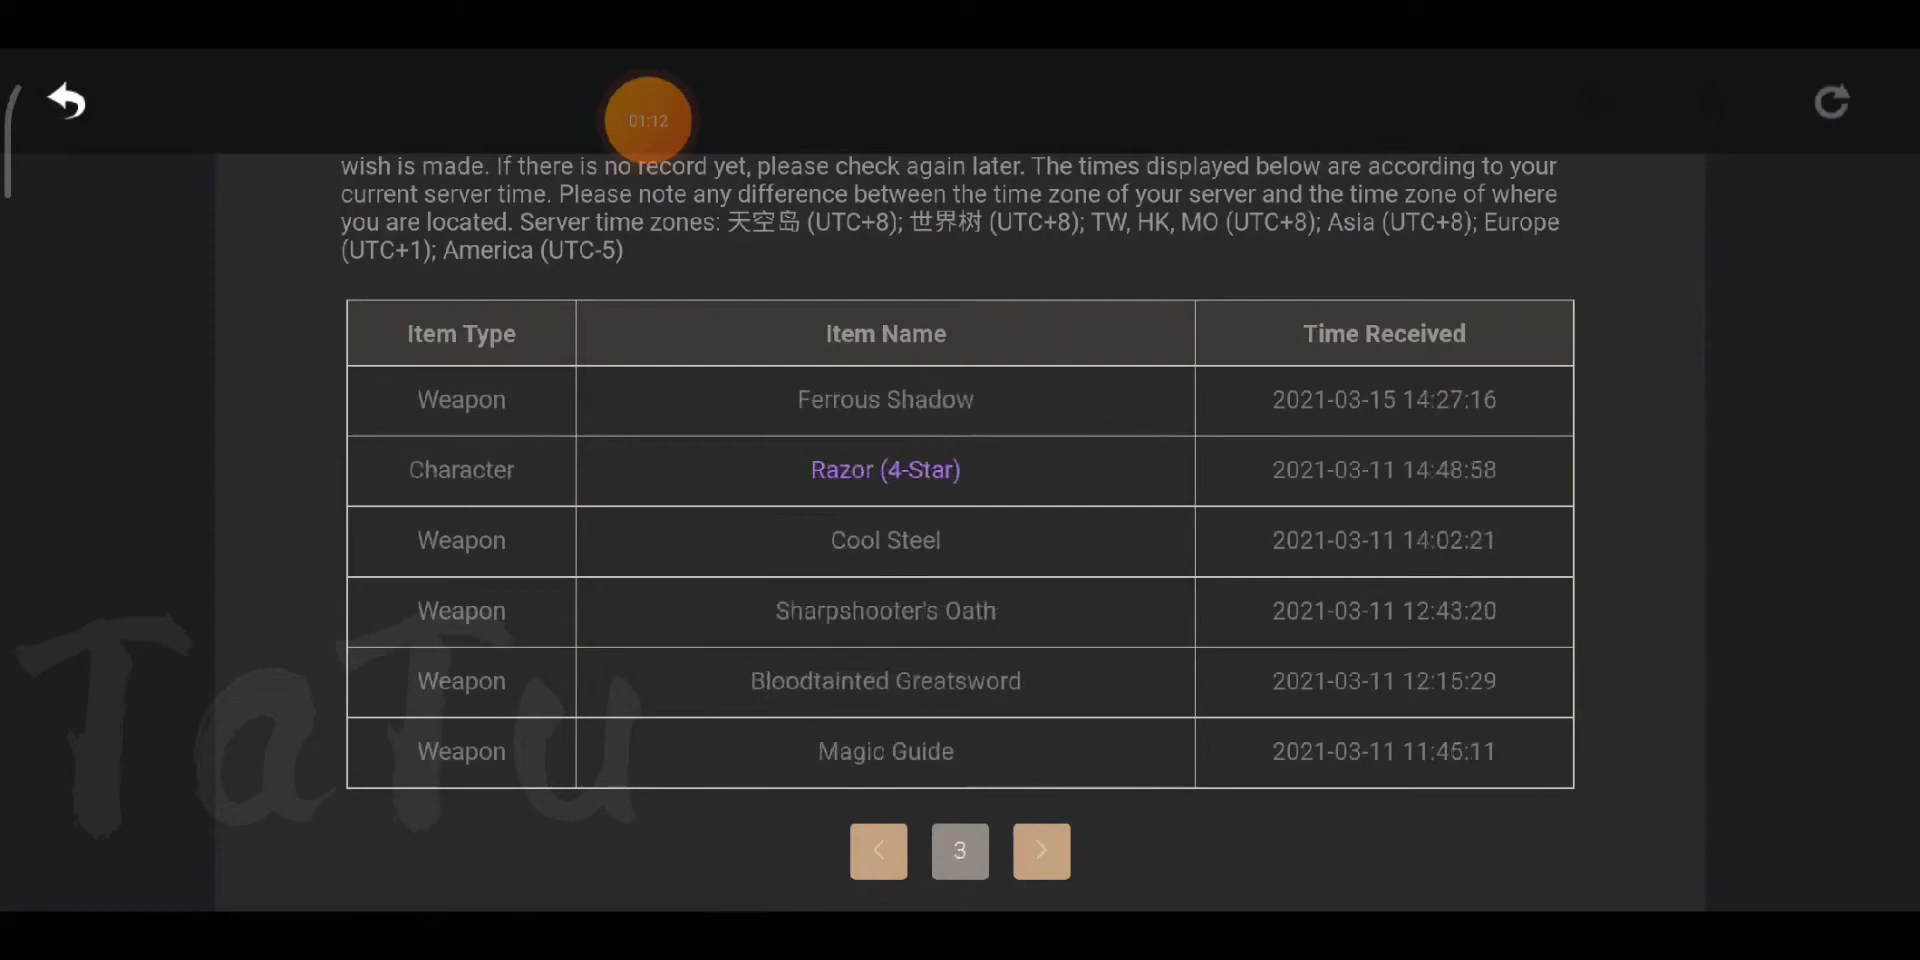 01:12
wish is made. If there is no record yet, please check again later. The times displayed below are according to your
current server time. Please note any difference between the time zone of your server and the time zone of where
you are located. Server time zones: 天空岛 (UTC+8); 世界树 (UTC+8); TW, HK, MO (UTC+8); Asia (UTC+8); Europe
(UTC+1); America (UTC-5)
Item Type Item Name Time Received
Weapon Ferrous Shadow 2021-03-15 14:27:16
Character Razor (4-Star) 2021-03-11 14:48:58
Weapon Cool Steel 2021-03-11 14:02:21
Weapon Sharpshooter's Oath 2021-03-11 12:43:20
Weapon Bloodtainted Greatsword 2021-03-11 12:15:29
Weapon Magic Guide 2021-03-11 11:45:11
TaTu
< 3 >